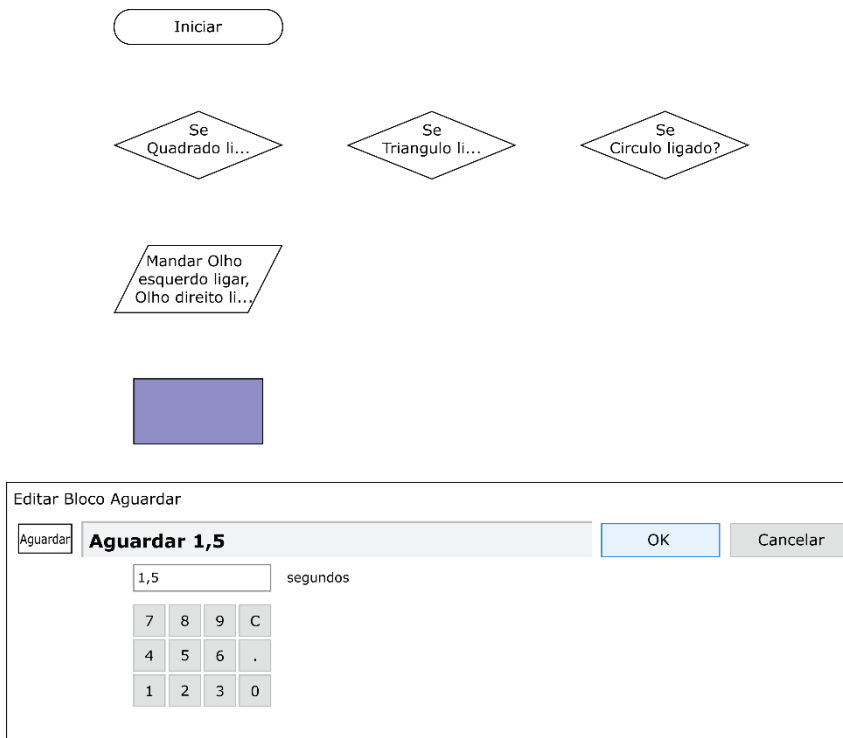 Iniciar
Se
Quadrado li...
Se
Triangulo li...
Se
Circulo ligado?
Mandar Olho
esquerdo ligar,
Olho direito li...
Editar Bloco Aguardar
Aguardar
Aguardar 1,5
OK
Cancelar
1,5
segundos
7 8 9 C
4 5 6 .
1 2 3 0